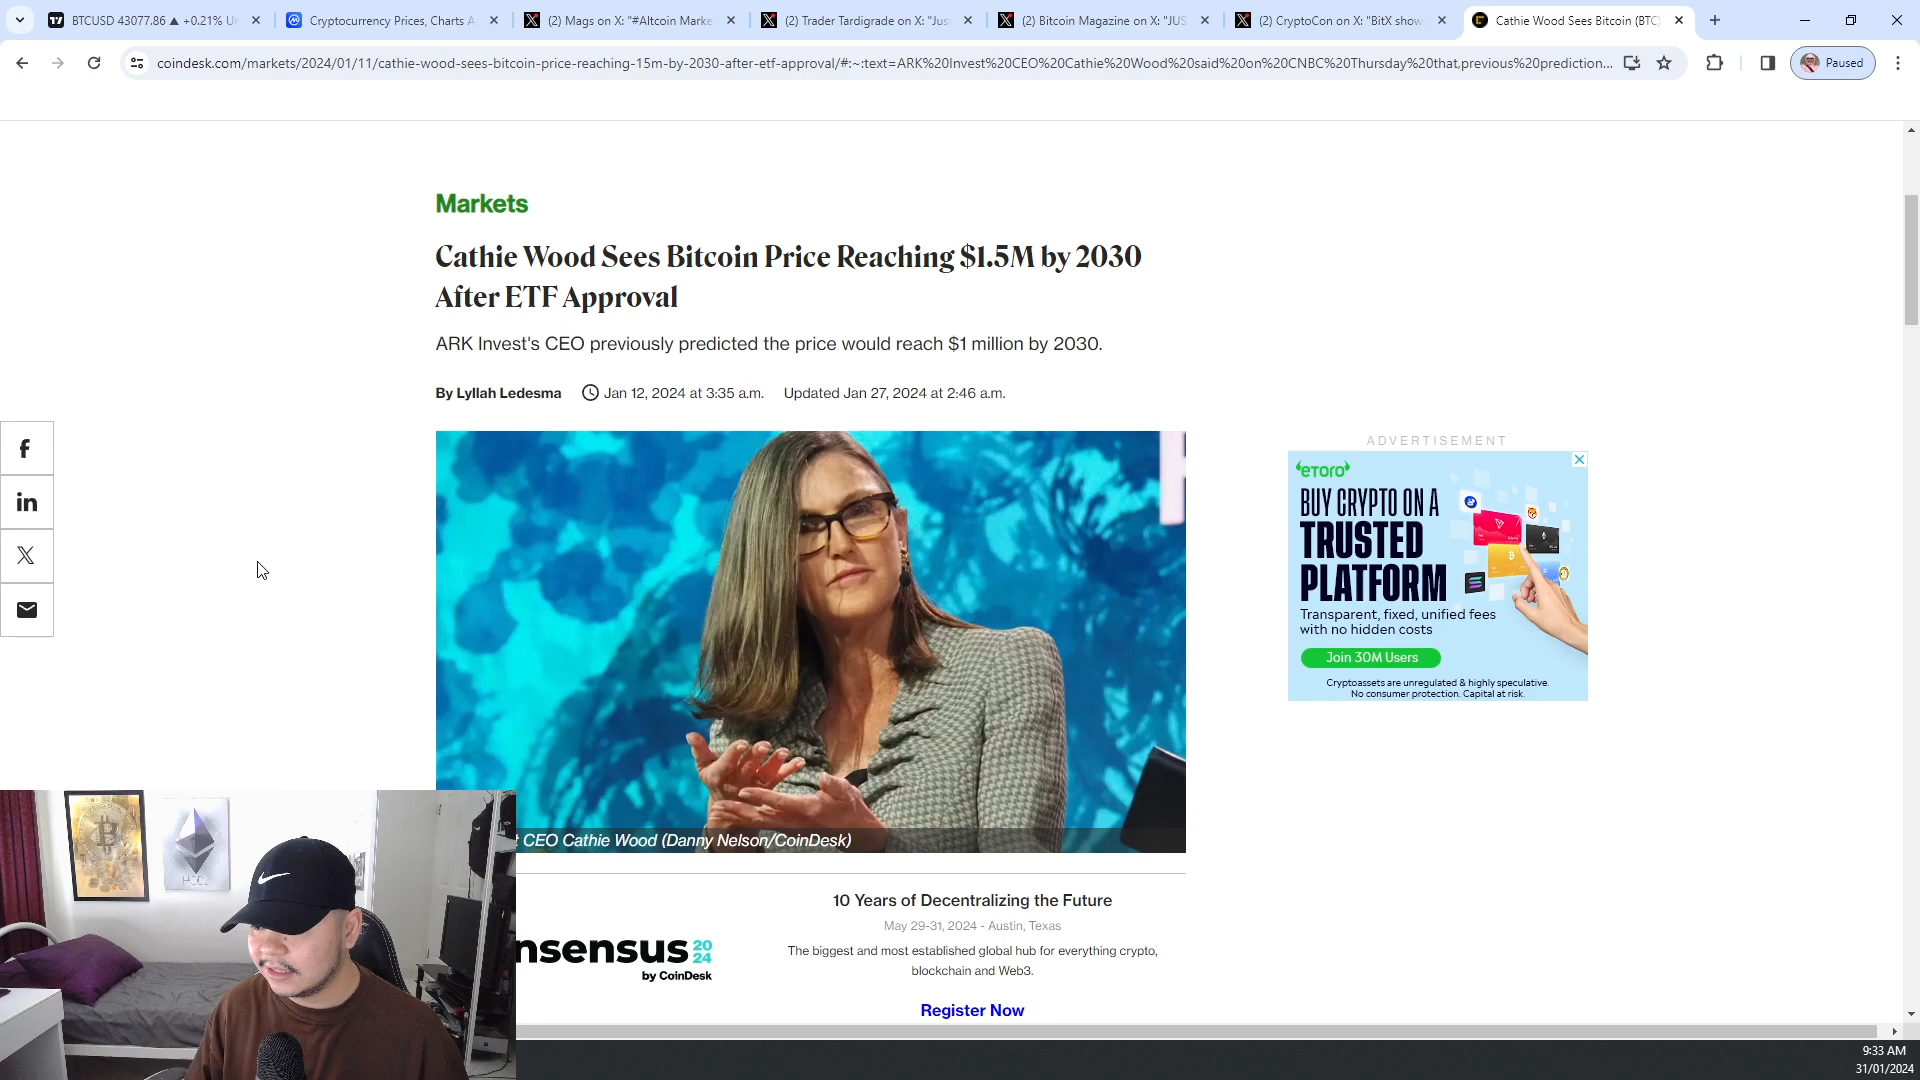 BTCUSD 43077.86 ▲ +0.21%
Cryptocurrency Prices, Charts A
(2) Mags on X: "#Altcoin Marke
(2) Trader Tardigrade on X: "Jus
(2) Bitcoin Magazine on X: "JUS
(2) CryptoCon on X: "BitX show
Cathie Wood Sees Bitcoin (BTC)
coindesk.com/markets/2024/01/11/cathie-wood-sees-bitcoin-price-reaching-15m-by-2030-after-etf-approval/#:~:text=ARK%20Invest%20CEO%20Cathie%20Wood%20said%20on%20CNBC%20Thursday%20that,previous%20prediction...
Paused
Markets
Cathie Wood Sees Bitcoin Price Reaching $1.5M by 2030
After ETF Approval
ARK Invest's CEO previously predicted the price would reach $1 million by 2030.
By Lyllah Ledesma Jan 12, 2024 at 3:35 a.m. Updated Jan 27, 2024 at 2:46 a.m.
ADVERTISEMENT
eToro
BUY CRYPTO ON A
TRUSTED
PLATFORM
Transparent, fixed, unified fees
with no hidden costs
Join 30M Users
Cryptoassets are unregulated & highly speculative.
No consumer protection. Capital at risk.
CEO Cathie Wood (Danny Nelson/CoinDesk)
10 Years of Decentralizing the Future
May 29-31, 2024 - Austin, Texas
The biggest and most established global hub for everything crypto,
blockchain and Web3.
Register Now
nsensus 2024
by CoinDesk
9:33 AM
31/01/2024